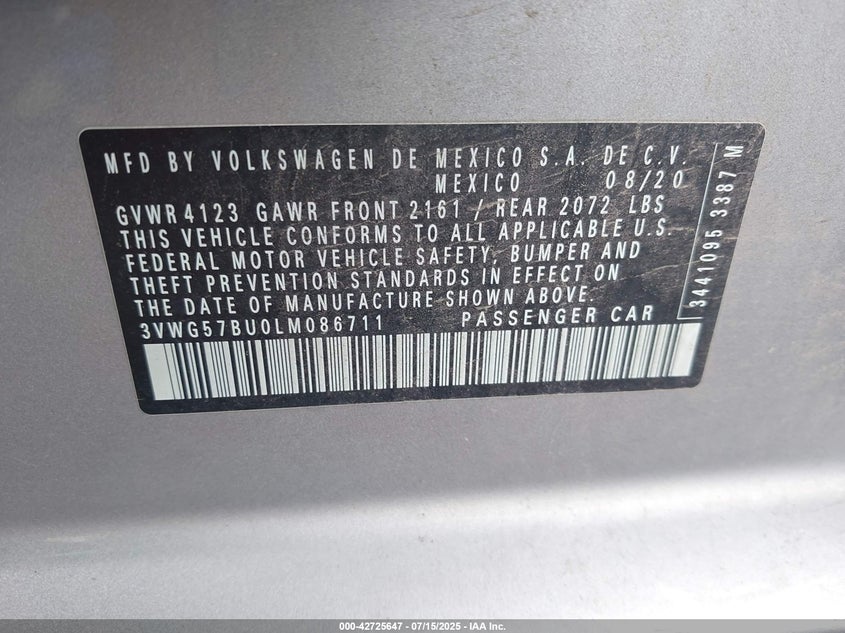 MFD BY VOLKSWAGEN DE MEXICO S.A. DE C.V.
MEXICO 08/20
GVWR 4123 GAWR FRONT 2161 / REAR 2072 LBS
THIS VEHICLE CONFORMS TO ALL APPLICABLE U.S.
FEDERAL MOTOR VEHICLE SAFETY, BUMPER AND
THEFT PREVENTION STANDARDS IN EFFECT ON
THE DATE OF MANUFACTURE SHOWN ABOVE.
3VWG57BU0LM086711 PASSENGER CAR
3441095 3387 M
000-42725647 - 07/15/2025 - IAA Inc.